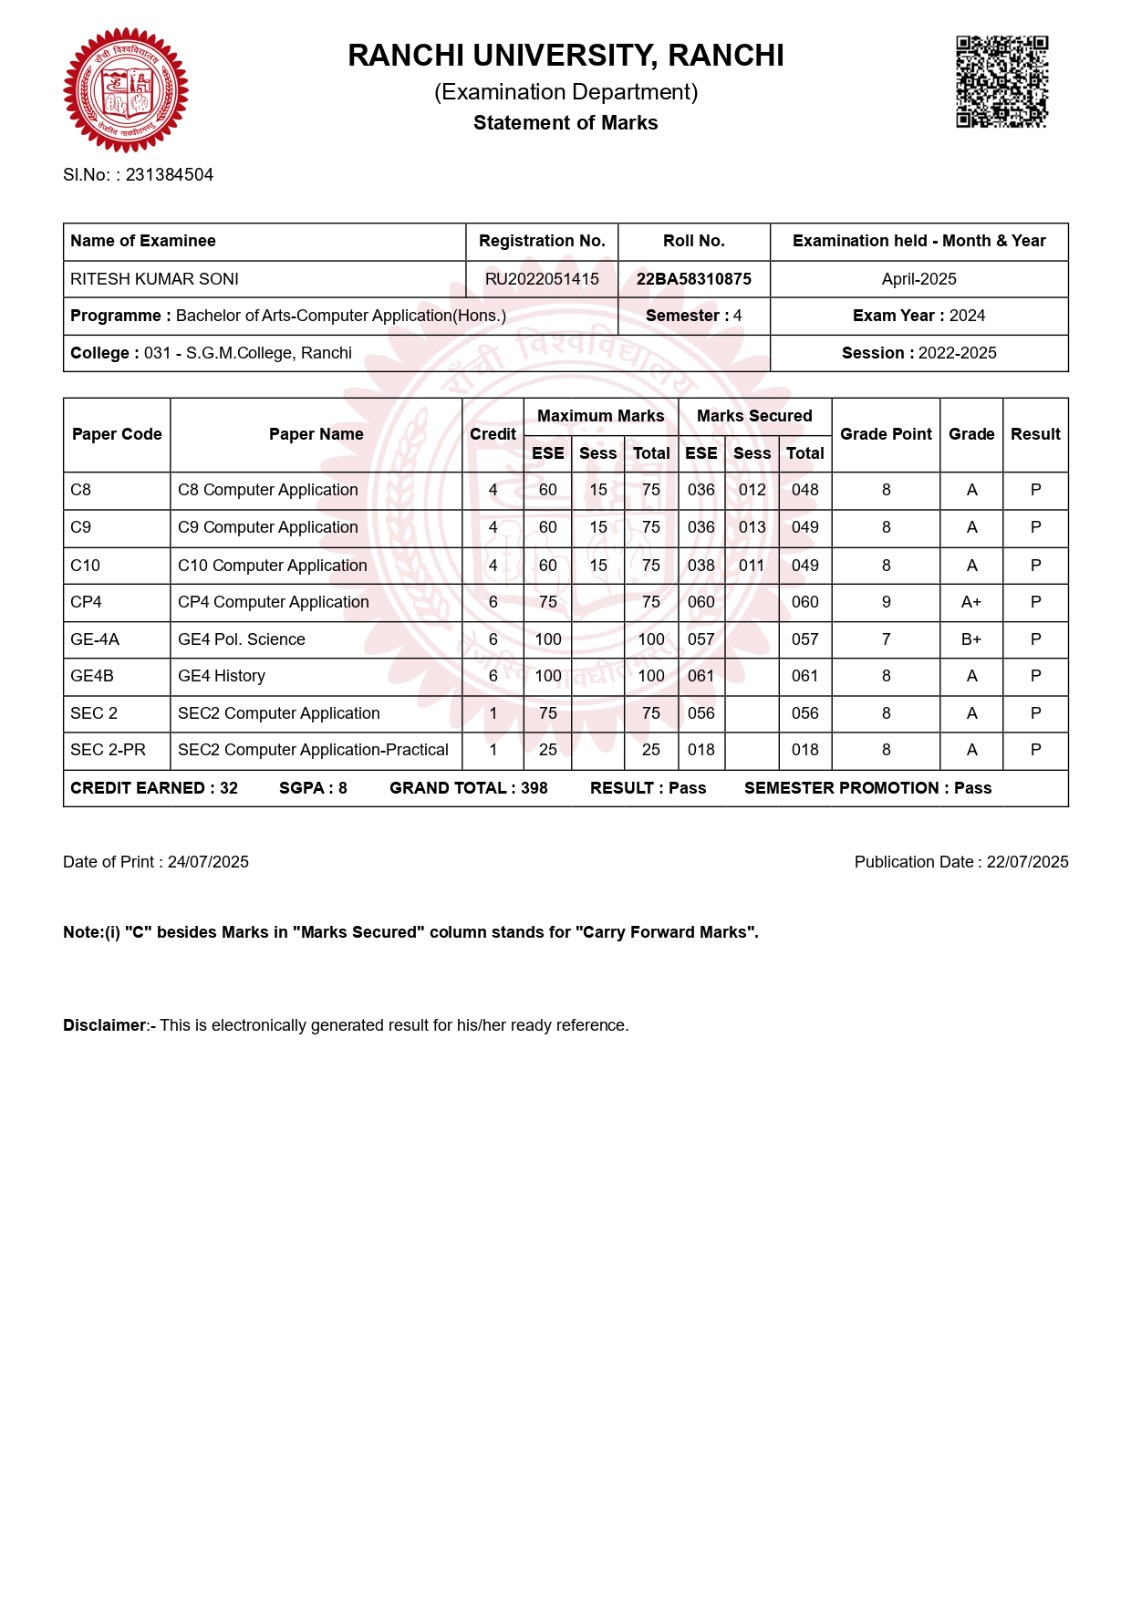 राँची विश्वविद्यालय
तेजस्वि नावधीतमस्तु
RANCHI UNIVERSITY, RANCHI
(Examination Department)
Statement of Marks
Sl.No: : 231384504
Name of Examinee Registration No. Roll No. Examination held - Month & Year
RITESH KUMAR SONI RU2022051415 22BA58310875 April-2025
Programme : Bachelor of Arts-Computer Application(Hons.) Semester : 4 Exam Year : 2024
College : 031 - S.G.M.College, Ranchi Session : 2022-2025
राँची विश्वविद्यालय
Paper Code Paper Name Credit Maximum Marks Marks Secured Grade Point Grade Result
ESE Sess Total ESE Sess Total
C8 C8 Computer Application 4 60 15 75 036 012 048 8 A P
C9 C9 Computer Application 4 60 15 75 036 013 049 8 A P
C10 C10 Computer Application 4 60 15 75 038 011 049 8 A P
CP4 CP4 Computer Application 6 75 75 060 060 9 A+ P
GE-4A GE4 Pol. Science 6 100 100 057 057 7 B+ P
GE4B GE4 History 6 100 100 061 061 8 A P
तेजस्वि नावधीतमस्तु
SEC 2 SEC2 Computer Application 1 75 75 056 056 8 A P
SEC 2-PR SEC2 Computer Application-Practical 1 25 25 018 018 8 A P
CREDIT EARNED : 32 SGPA : 8 GRAND TOTAL : 398 RESULT : Pass SEMESTER PROMOTION : Pass
Date of Print : 24/07/2025 Publication Date : 22/07/2025
Note:(i) "C" besides Marks in "Marks Secured" column stands for "Carry Forward Marks".
Disclaimer:- This is electronically generated result for his/her ready reference.